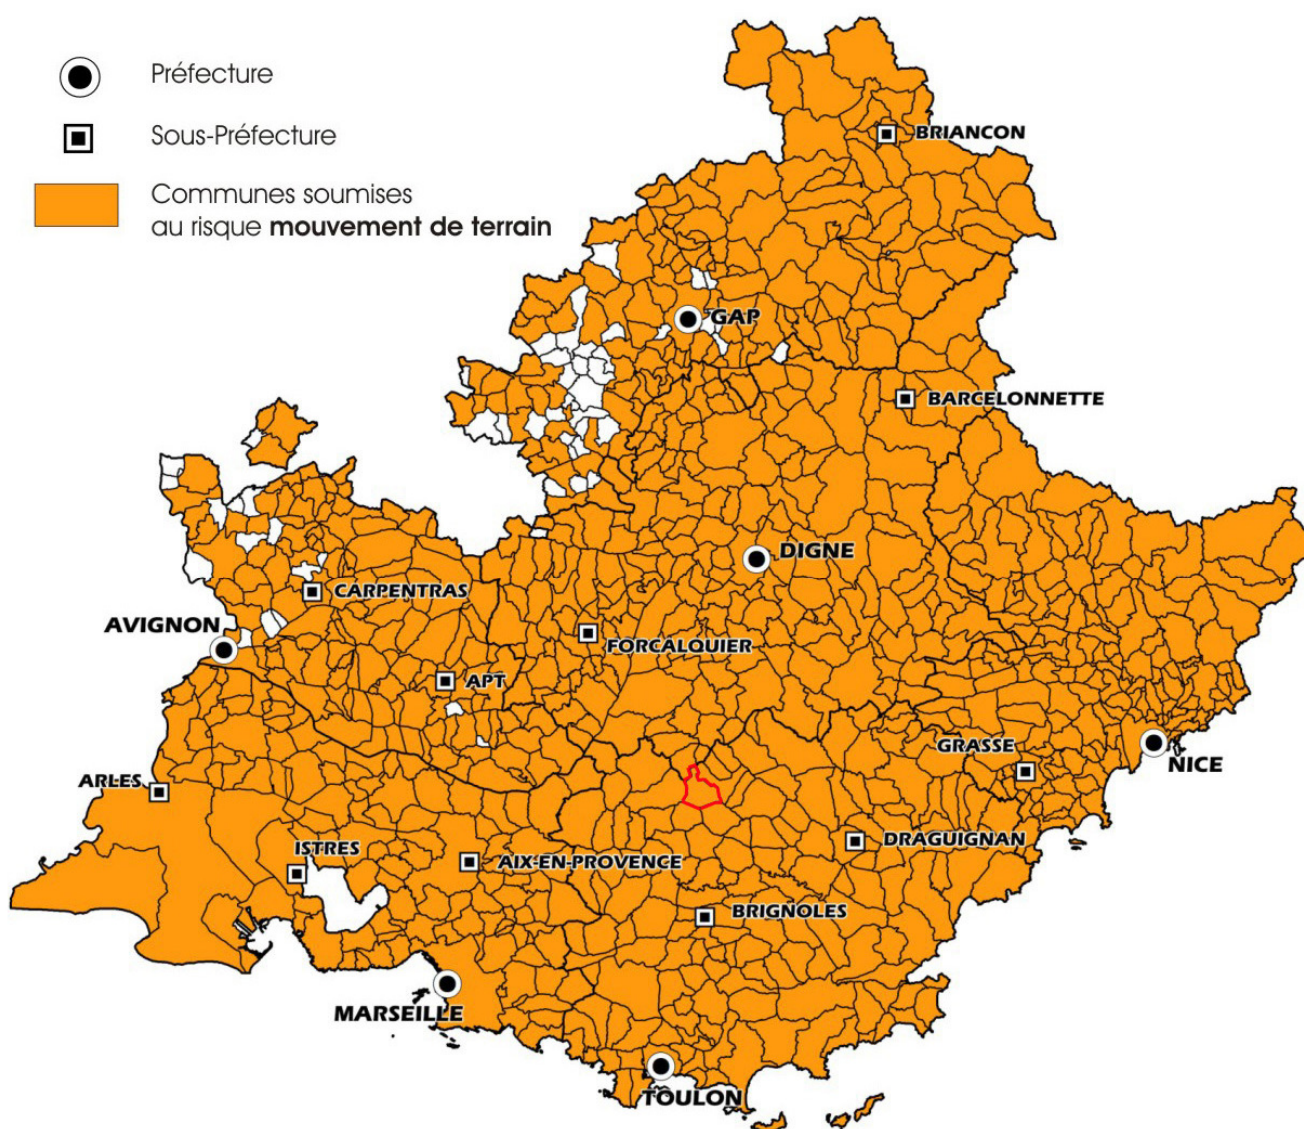 Préfecture
Sous-Préfecture
Communes soumises
au risque mouvement de terrain
BRIANCON
GAP
BARCELONNETTE
DIGNE
CARPENTRAS
AVIGNON
FORCALQUIER
APT
GRASSE
NICE
ARLES
DRAGUIGNAN
ISTRES
AIX-EN-PROVENCE
BRIGNOLES
MARSEILLE
TOULON